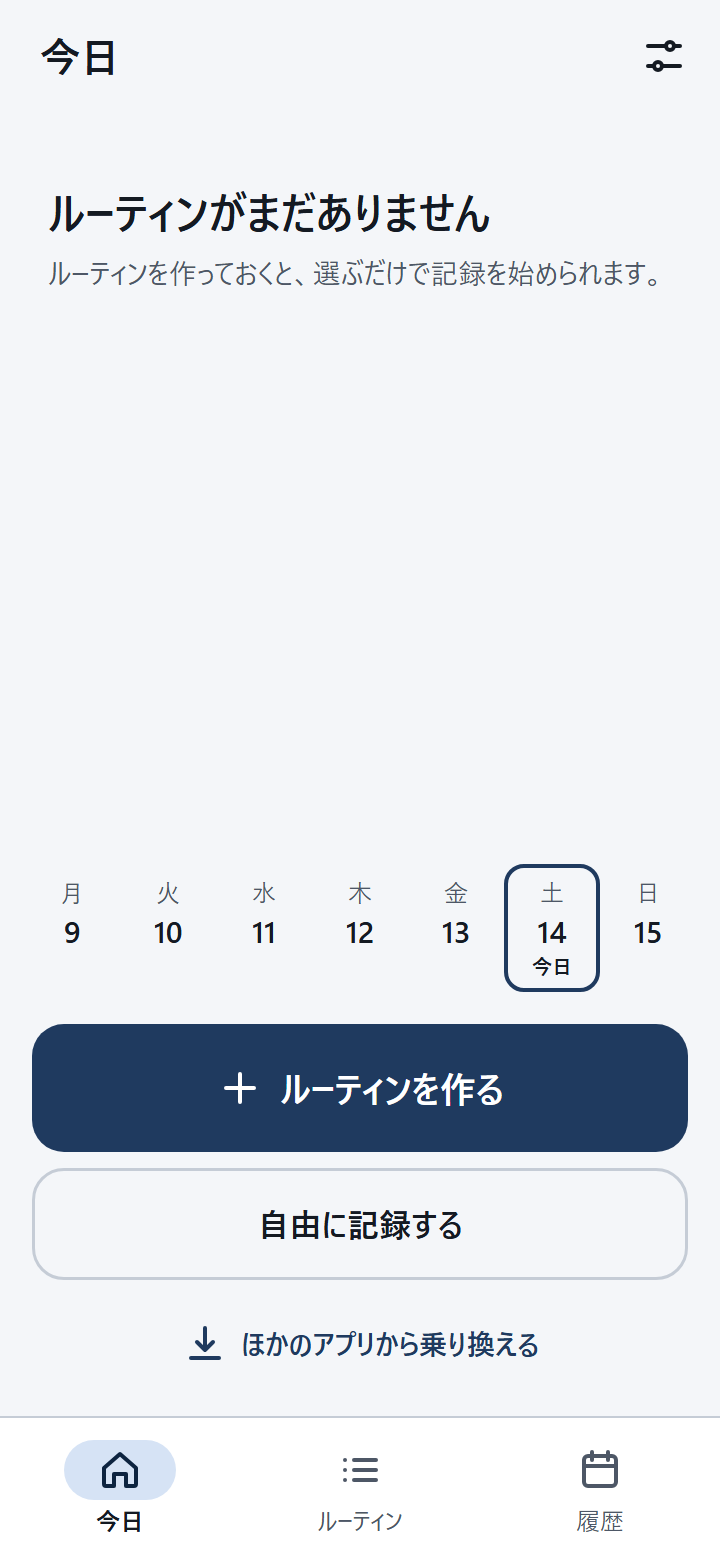 今日
ルーティンがまだありません
ルーティンを作っておくと、選ぶだけで記録を始められます。
月 火 水 木 金 土 日
9 10 11 12 13 14 15
今日
ルーティンを作る
自由に記録する
ほかのアプリから乗り換える
今日 ルーティン 履歴